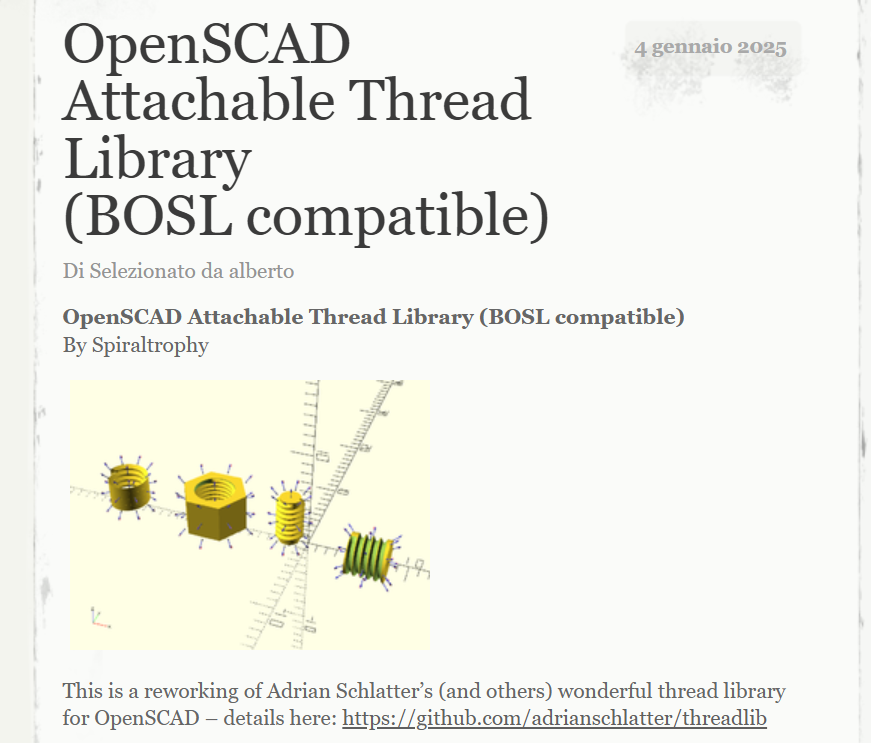 OpenSCAD
Attachable Thread
Library
(BOSL compatible)
4 gennaio 2025
Di Selezionato da alberto
OpenSCAD Attachable Thread Library (BOSL compatible)
By Spiraltrophy
This is a reworking of Adrian Schlatter’s (and others) wonderful thread library
for OpenSCAD – details here: https://github.com/adrianschlatter/threadlib